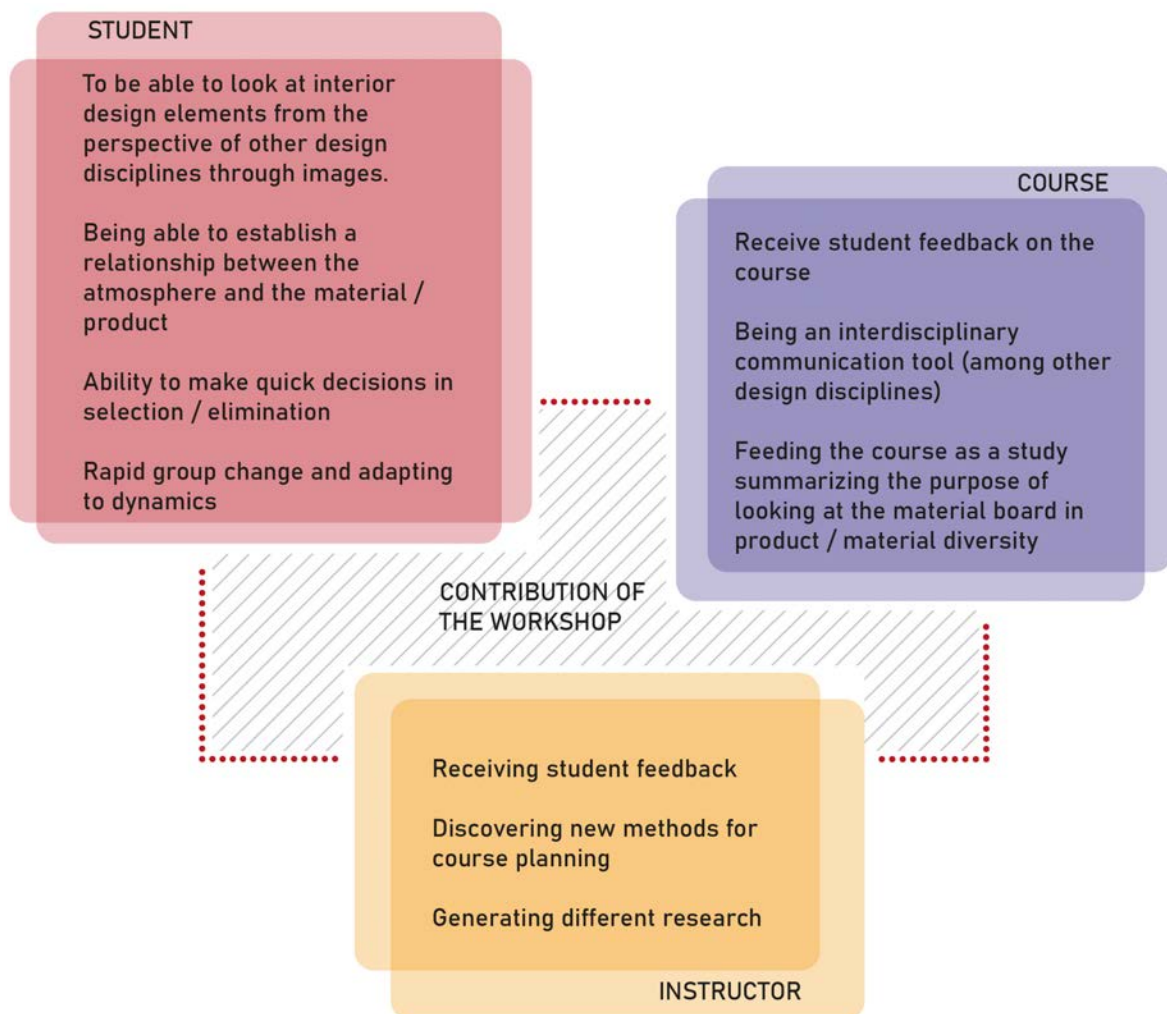 STUDENT
To be able to look at interior
design elements from the
perspective of other design
disciplines through images.
Being able to establish a
relationship between the
atmosphere and the material /
product
Ability to make quick decisions in
selection / elimination
Rapid group change and adapting
to dynamics
COURSE
Receive student feedback on the
course
Being an interdisciplinary
communication tool (among other
design disciplines)
Feeding the course as a study
summarizing the purpose of
looking at the material board in
product / material diversity
CONTRIBUTION OF
THE WORKSHOP
Receiving student feedback
Discovering new methods for
course planning
Generating different research
INSTRUCTOR